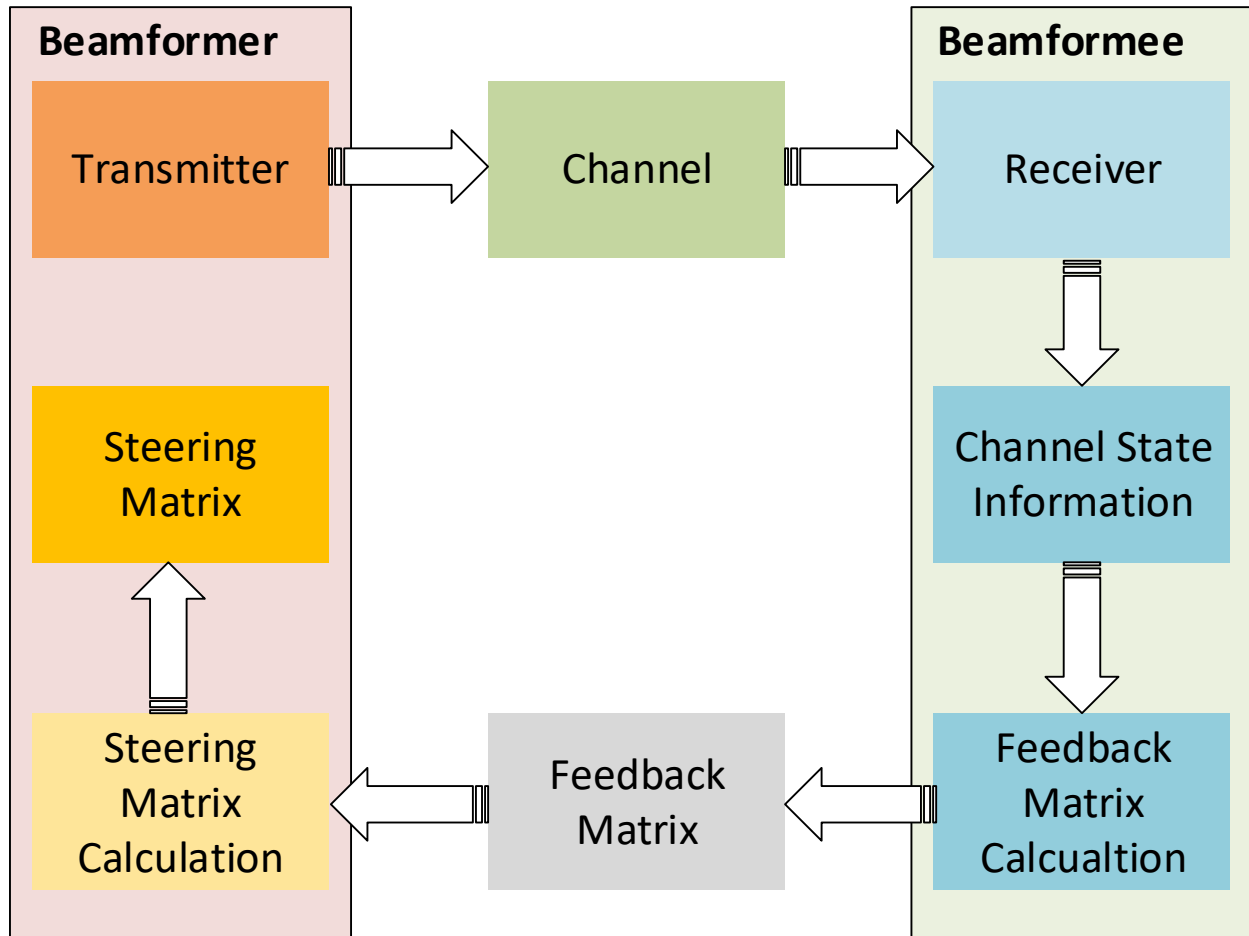 Beamformer
Beamformee
Transmitter
Channel
Receiver
Steering
Matrix
Channel State
Information
Steering
Matrix
Calculation
Feedback
Matrix
Feedback
Matrix
Calcualtion